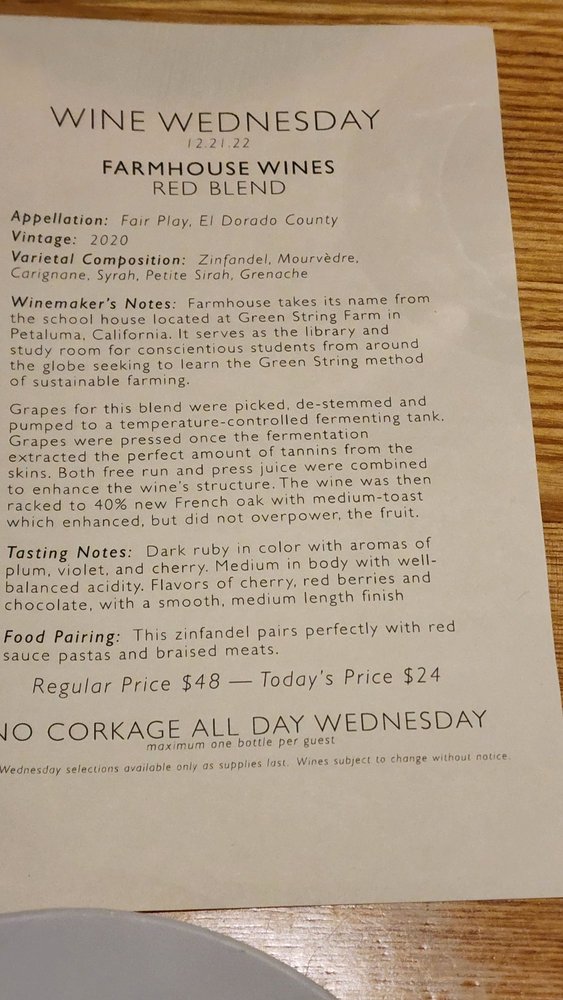 WINE WEDNESDAY
12.21.22
FARMHOUSE WINES
RED BLEND
Appellation: Fair Play, El Dorado County
Vintage: 2020
Varietal Composition: Zinfandel, Mourvèdre,
Carignane, Syrah, Petite Sirah, Grenache
Winemaker's Notes: Farmhouse takes its name from
the school house located at Green String Farm in
Petaluma, California. It serves as the library and
study room for conscientious students from around
the globe seeking to learn the Green String method
of sustainable farming.
Grapes for this blend were picked, de-stemmed and
pumped to a temperature-controlled fermenting tank.
Grapes were pressed once the fermentation
extracted the perfect amount of tannins from the
skins. Both free run and press juice were combined
to enhance the wine's structure. The wine was then
racked to 40% new French oak with medium-toast
which enhanced, but did not overpower, the fruit.
Tasting Notes: Dark ruby in color with aromas of
plum, violet, and cherry. Medium in body with well-
balanced acidity. Flavors of cherry, red berries and
chocolate, with a smooth, medium length finish
Food Pairing: This zinfandel pairs perfectly with red
sauce pastas and braised meats.
Regular Price $48 — Today's Price $24
NO CORKAGE ALL DAY WEDNESDAY
maximum one bottle per guest
Wednesday selections available only as supplies last. Wines subject to change without notice.